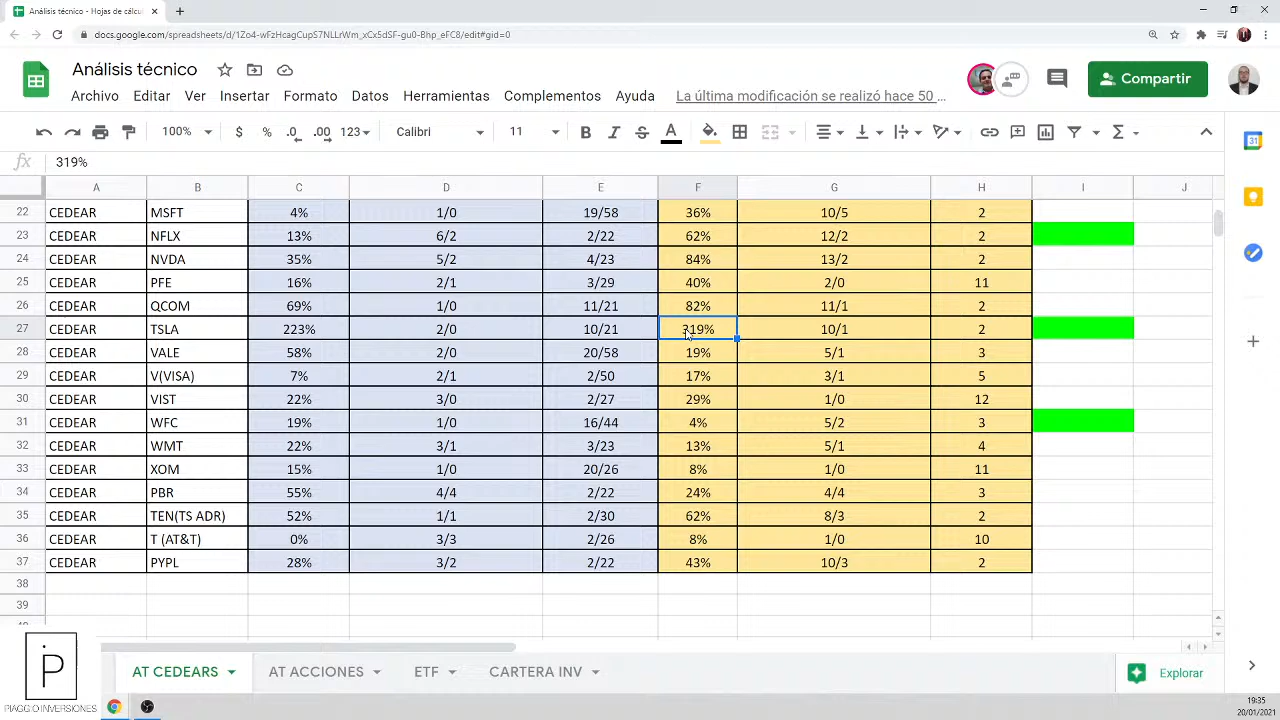 Análisis técnico - Hojas de cálcu
docs.google.com/spreadsheets/d/1Zo4-wFzHcagCupS7NLLrWm_xCx5dSF-gu0-Bhp_eFC8/edit#gid=0
Análisis técnico
Archivo Editar Ver Insertar mato Datos Herramientas Complementos Ayuda La última modificación se realizó hace 50 ...
Compartir
100% $ % .0 .00 123 Calibri 11 B I S A Σ
31
fx 319%
A B C D E F G H I J
22 CEDEAR MSFT 4% 1/0 19/58 36% 10/5 2
23 CEDEAR NFLX 13% 6/2 2/22 62% 12/2 2
24 CEDEAR NVDA 35% 5/2 4/23 84% 13/2 2
25 CEDEAR PFE 16% 2/1 3/29 40% 2/0 11
26 CEDEAR QCOM 69% 1/0 11/21 82% 11/1 2
27 CEDEAR TSLA 223% 2/0 10/21 319% 10/1 2
28 CEDEAR VALE 58% 2/0 20/58 19% 5/1 3
29 CEDEAR V(VISA) 7% 2/1 2/50 17% 3/1 5
30 CEDEAR VIST 22% 3/0 2/27 29% 1/0 12
31 CEDEAR WFC 19% 1/0 16/44 4% 5/2 3
32 CEDEAR WMT 22% 3/1 3/23 13% 5/1 4
33 CEDEAR XOM 15% 1/0 20/26 8% 1/0 11
34 CEDEAR PBR 55% 4/4 2/22 24% 4/4 3
35 CEDEAR TEN(TS ADR) 52% 1/1 2/30 62% 8/3 2
36 CEDEAR T (AT&T) 0% 3/3 2/26 8% 1/0 10
37 CEDEAR PYPL 28% 3/2 2/22 43% 10/3 2
38
39
AT CEDEARS AT ACCIONES ETF CARTERA INV Explorar
iP
PIAGGIO INVERSIONES
19:35
20/01/2021